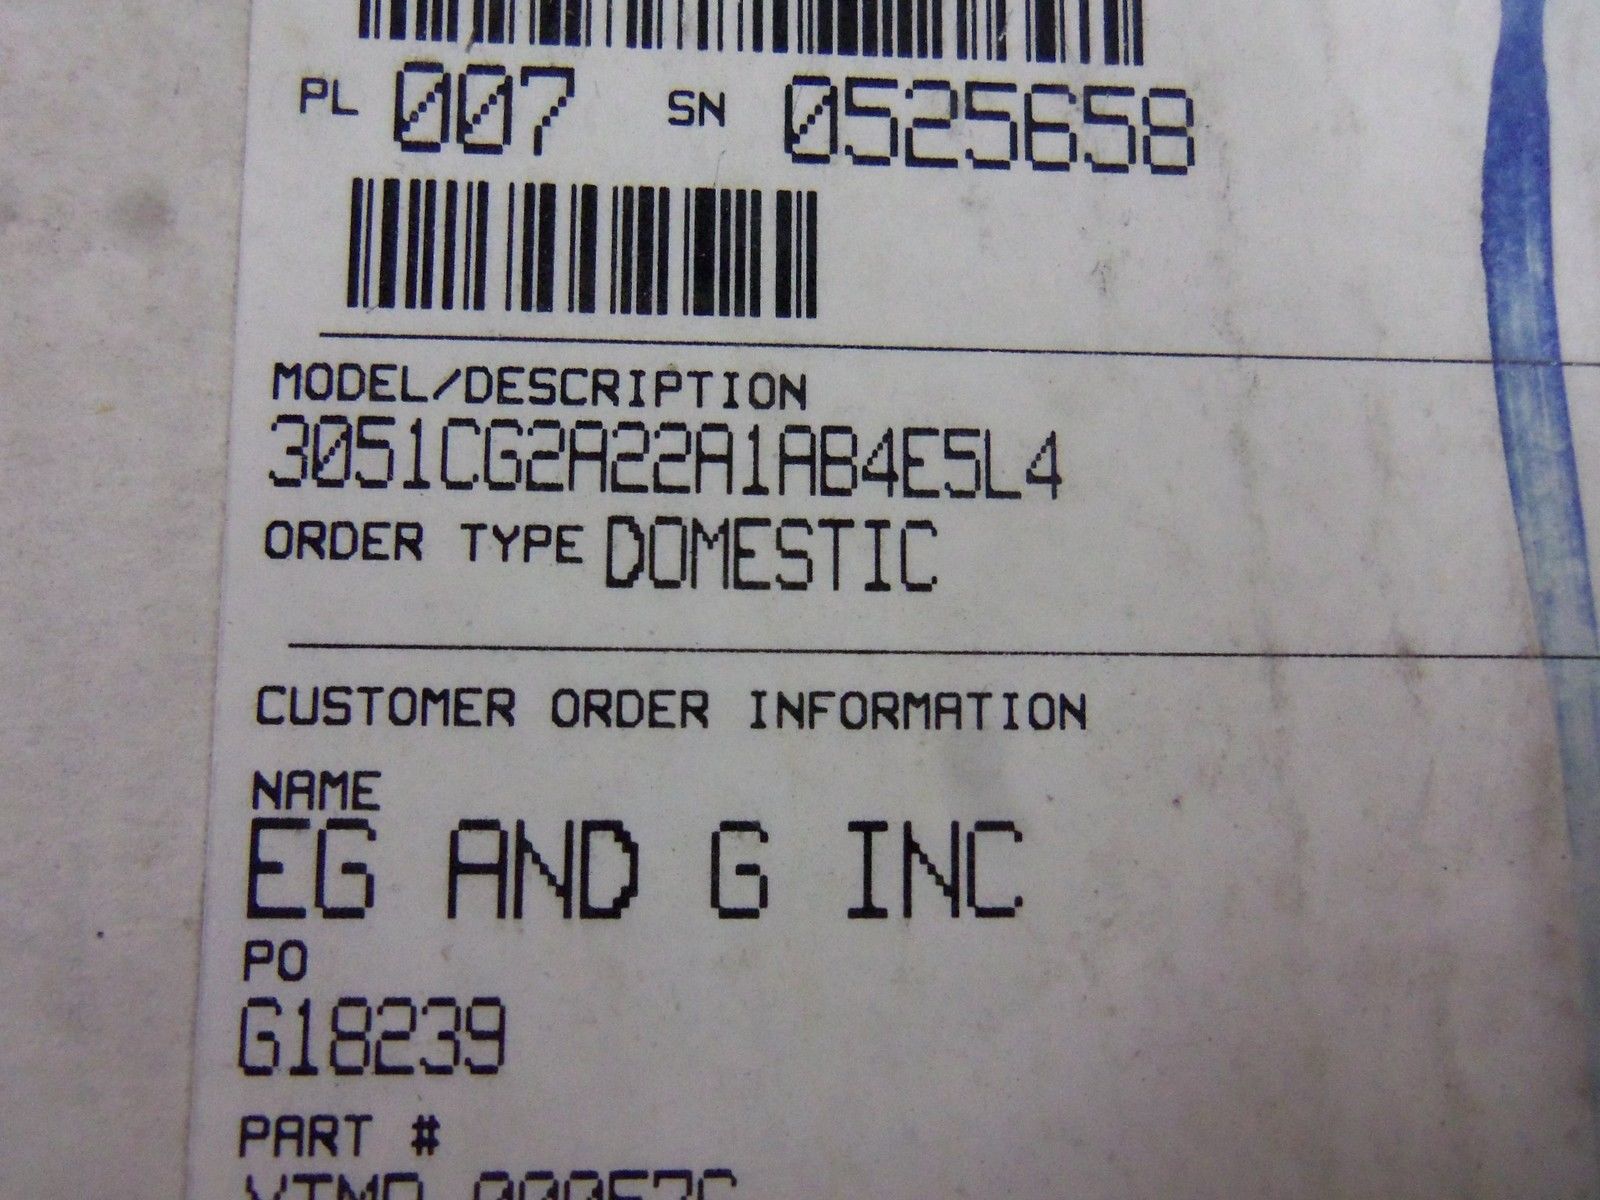 PL 007 SN 0525658
MODEL/DESCRIPTION
3051CG2A22A1AB4E5L4
ORDER TYPE DOMESTIC
CUSTOMER ORDER INFORMATION
NAME
EG AND G INC
PO
G18239
PART #